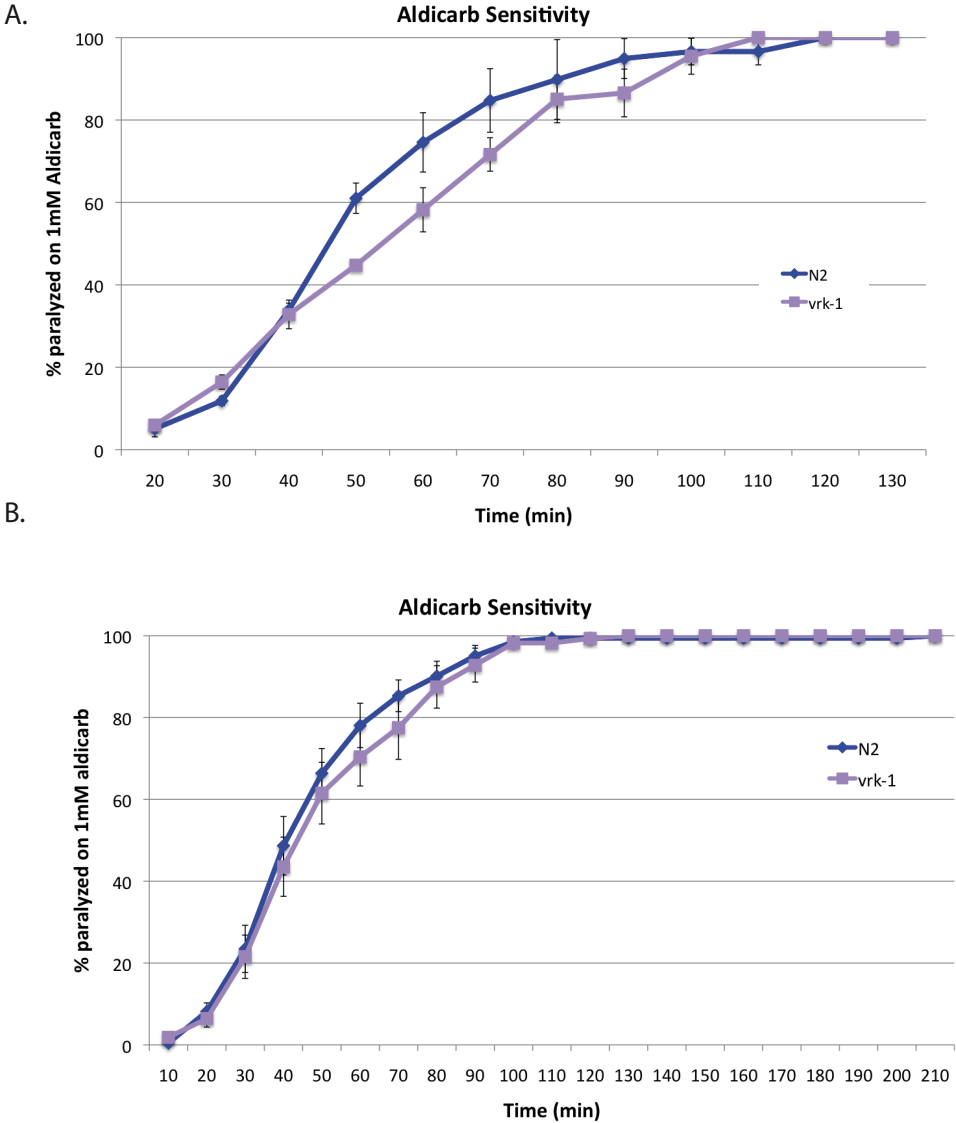 A.
Aldicarb Sensitivity
% paralyzed on 1mM Aldicarb
100
80
60
40
20
0
N2
vrk-1
20 30 40 50 60 70 80 90 100 110 120 130
Time (min)
B.
Aldicarb Sensitivity
% paralyzed on 1mM aldicarb
100
80
60
40
20
0
N2
vrk-1
10 20 30 40 50 60 70 80 90 100 110 120 130 140 150 160 170 180 190 200 210
Time (min)